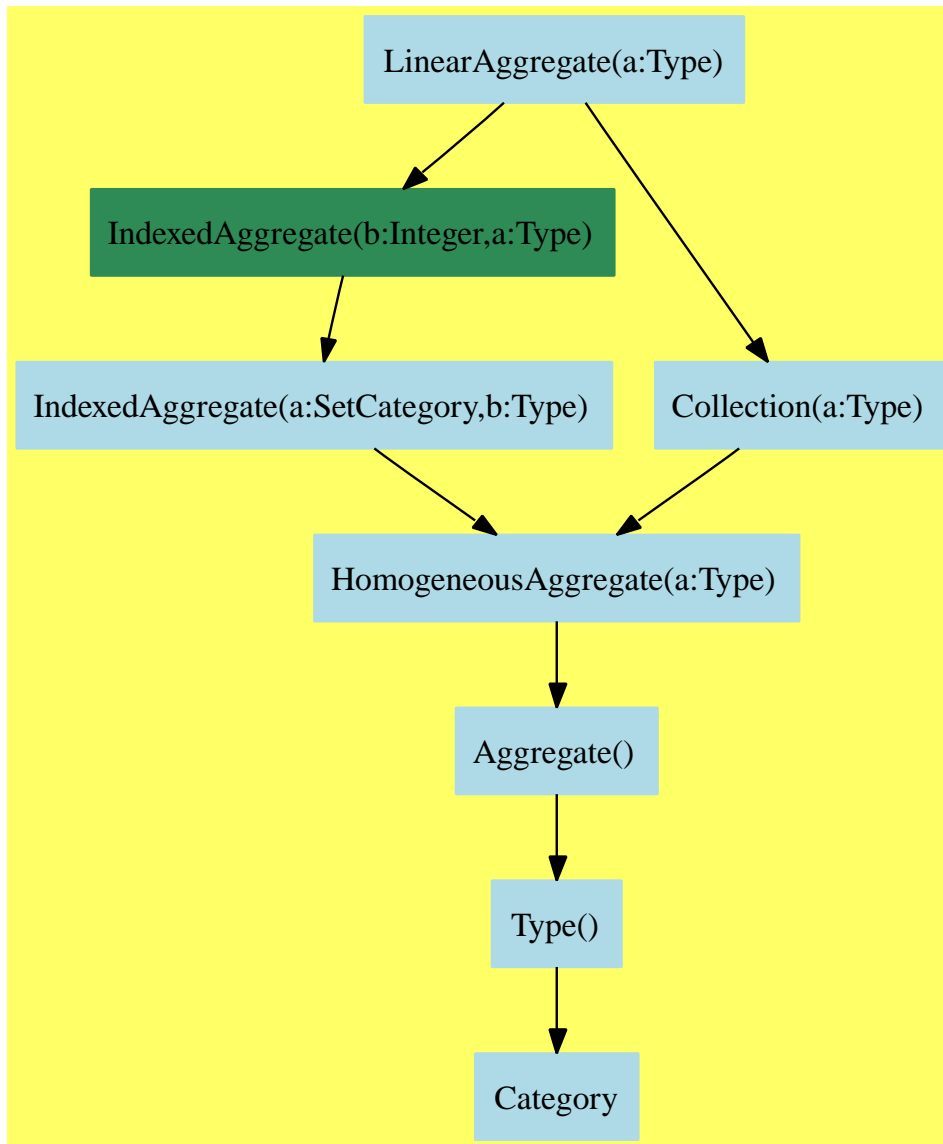 LinearAggregate(a:Type)
IndexedAggregate(b:Integer,a:Type)
IndexedAggregate(a:SetCategory,b:Type)
Collection(a:Type)
HomogeneousAggregate(a:Type)
Aggregate()
Type()
Category